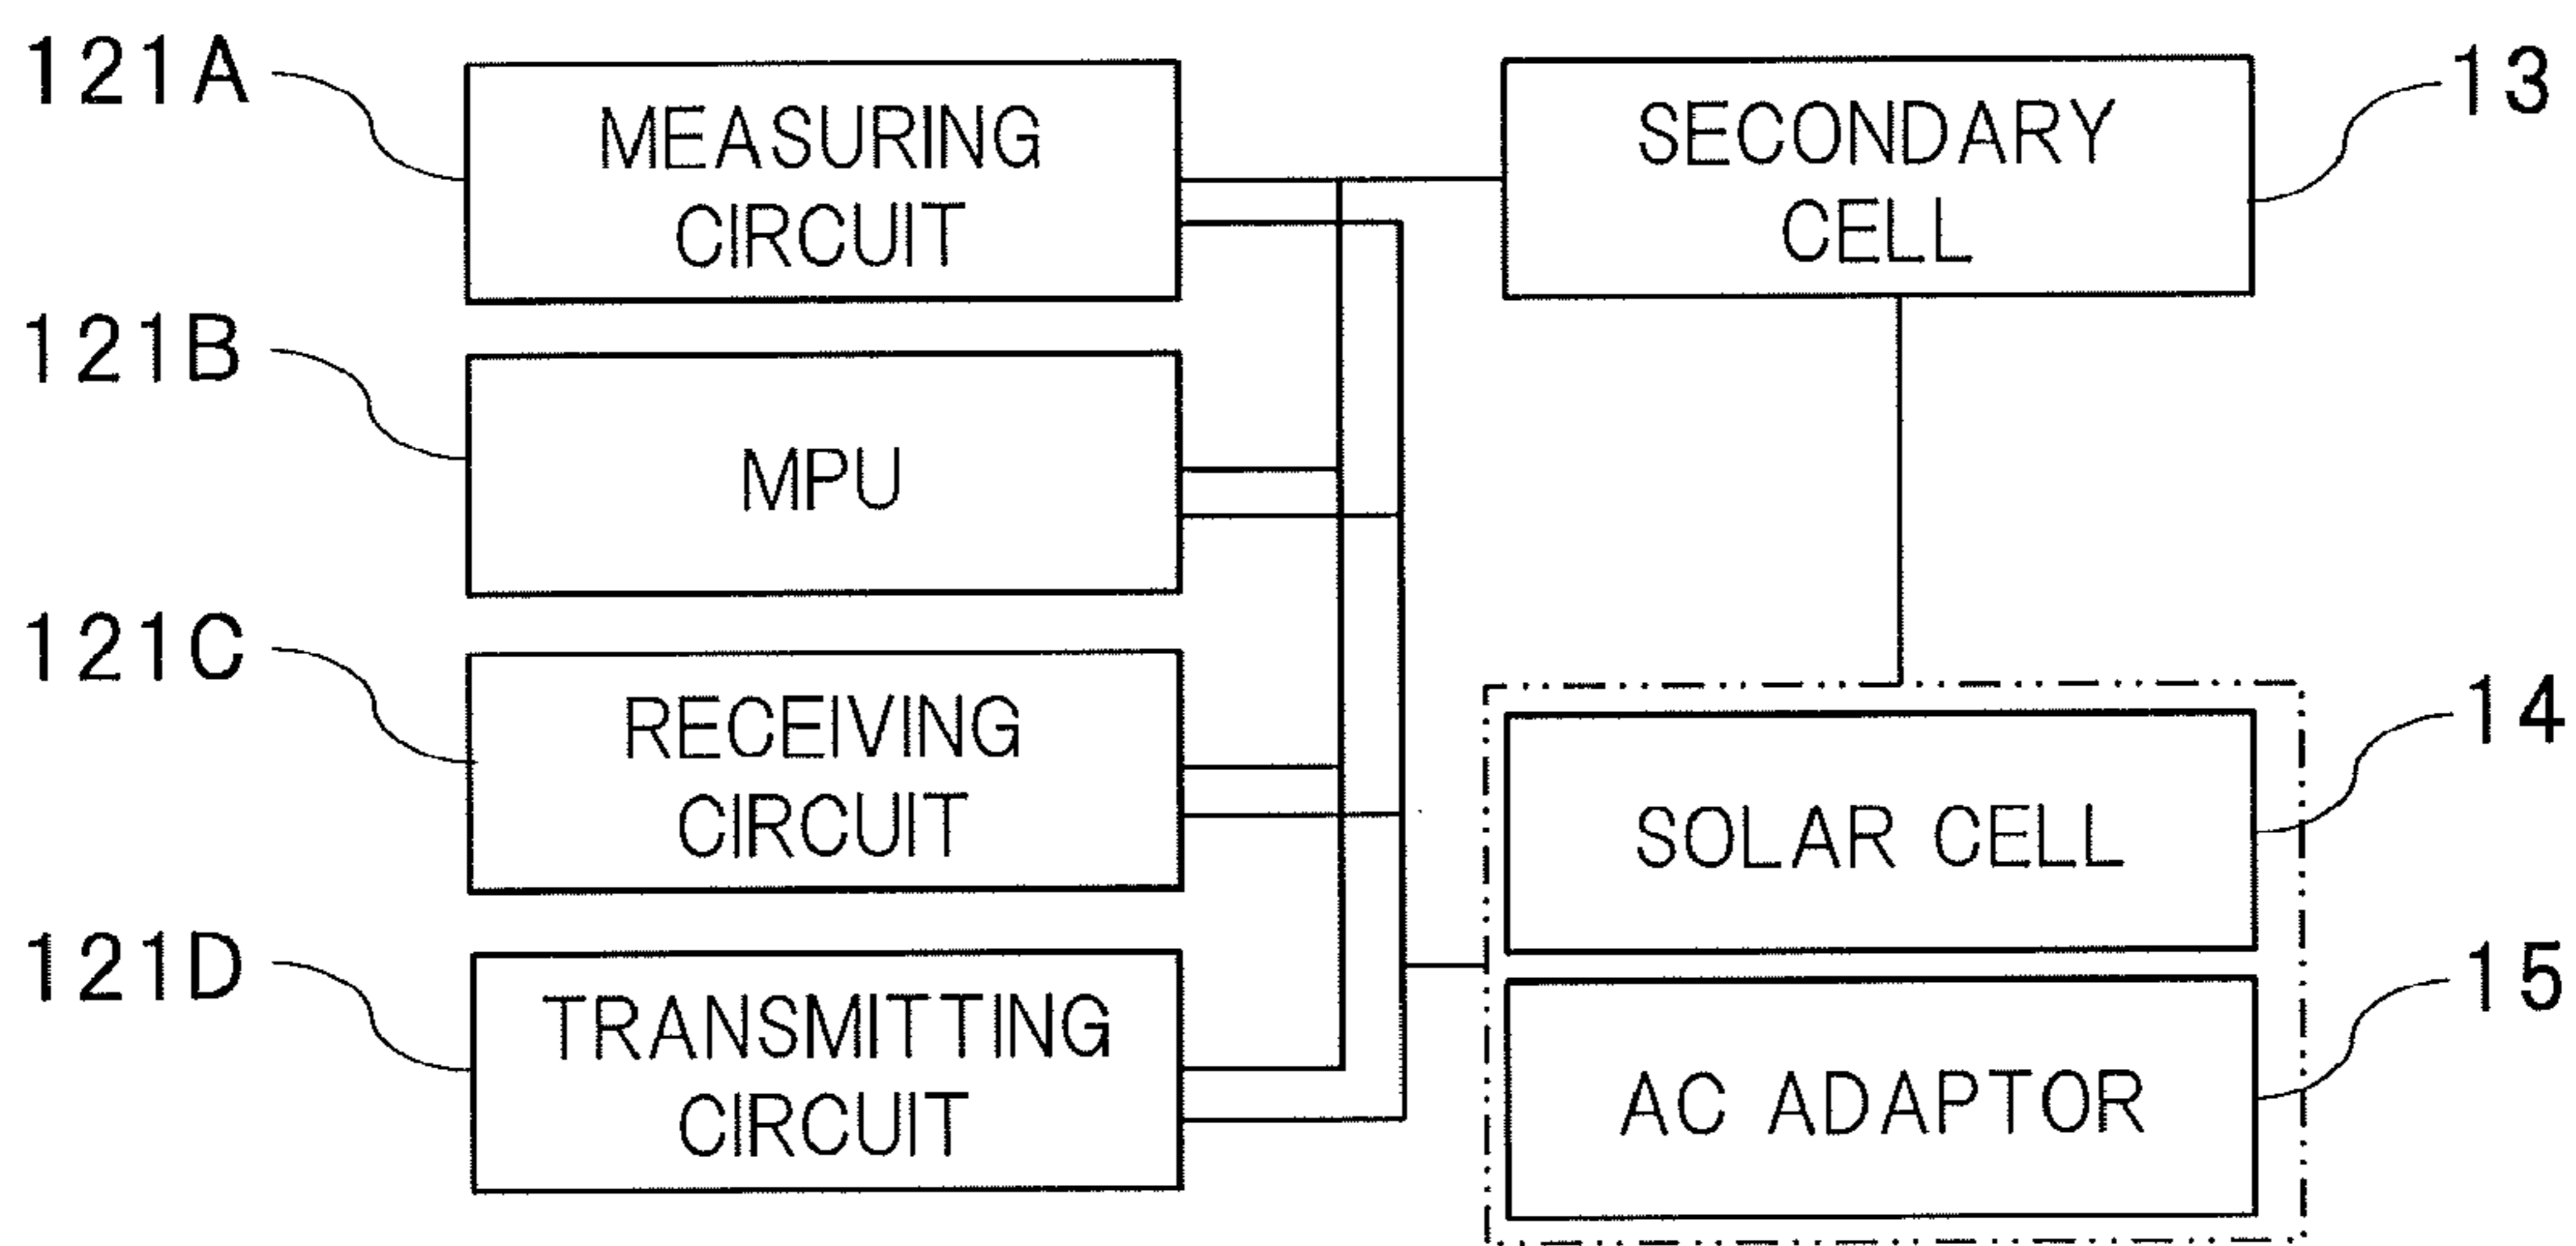 121A
MEASURING
CIRCUIT
SECONDARY
CELL
13
121B
MPU
121C
RECEIVING
CIRCUIT
14
SOLAR CELL
121D
TRANSMITTING
CIRCUIT
15
AC ADAPTOR